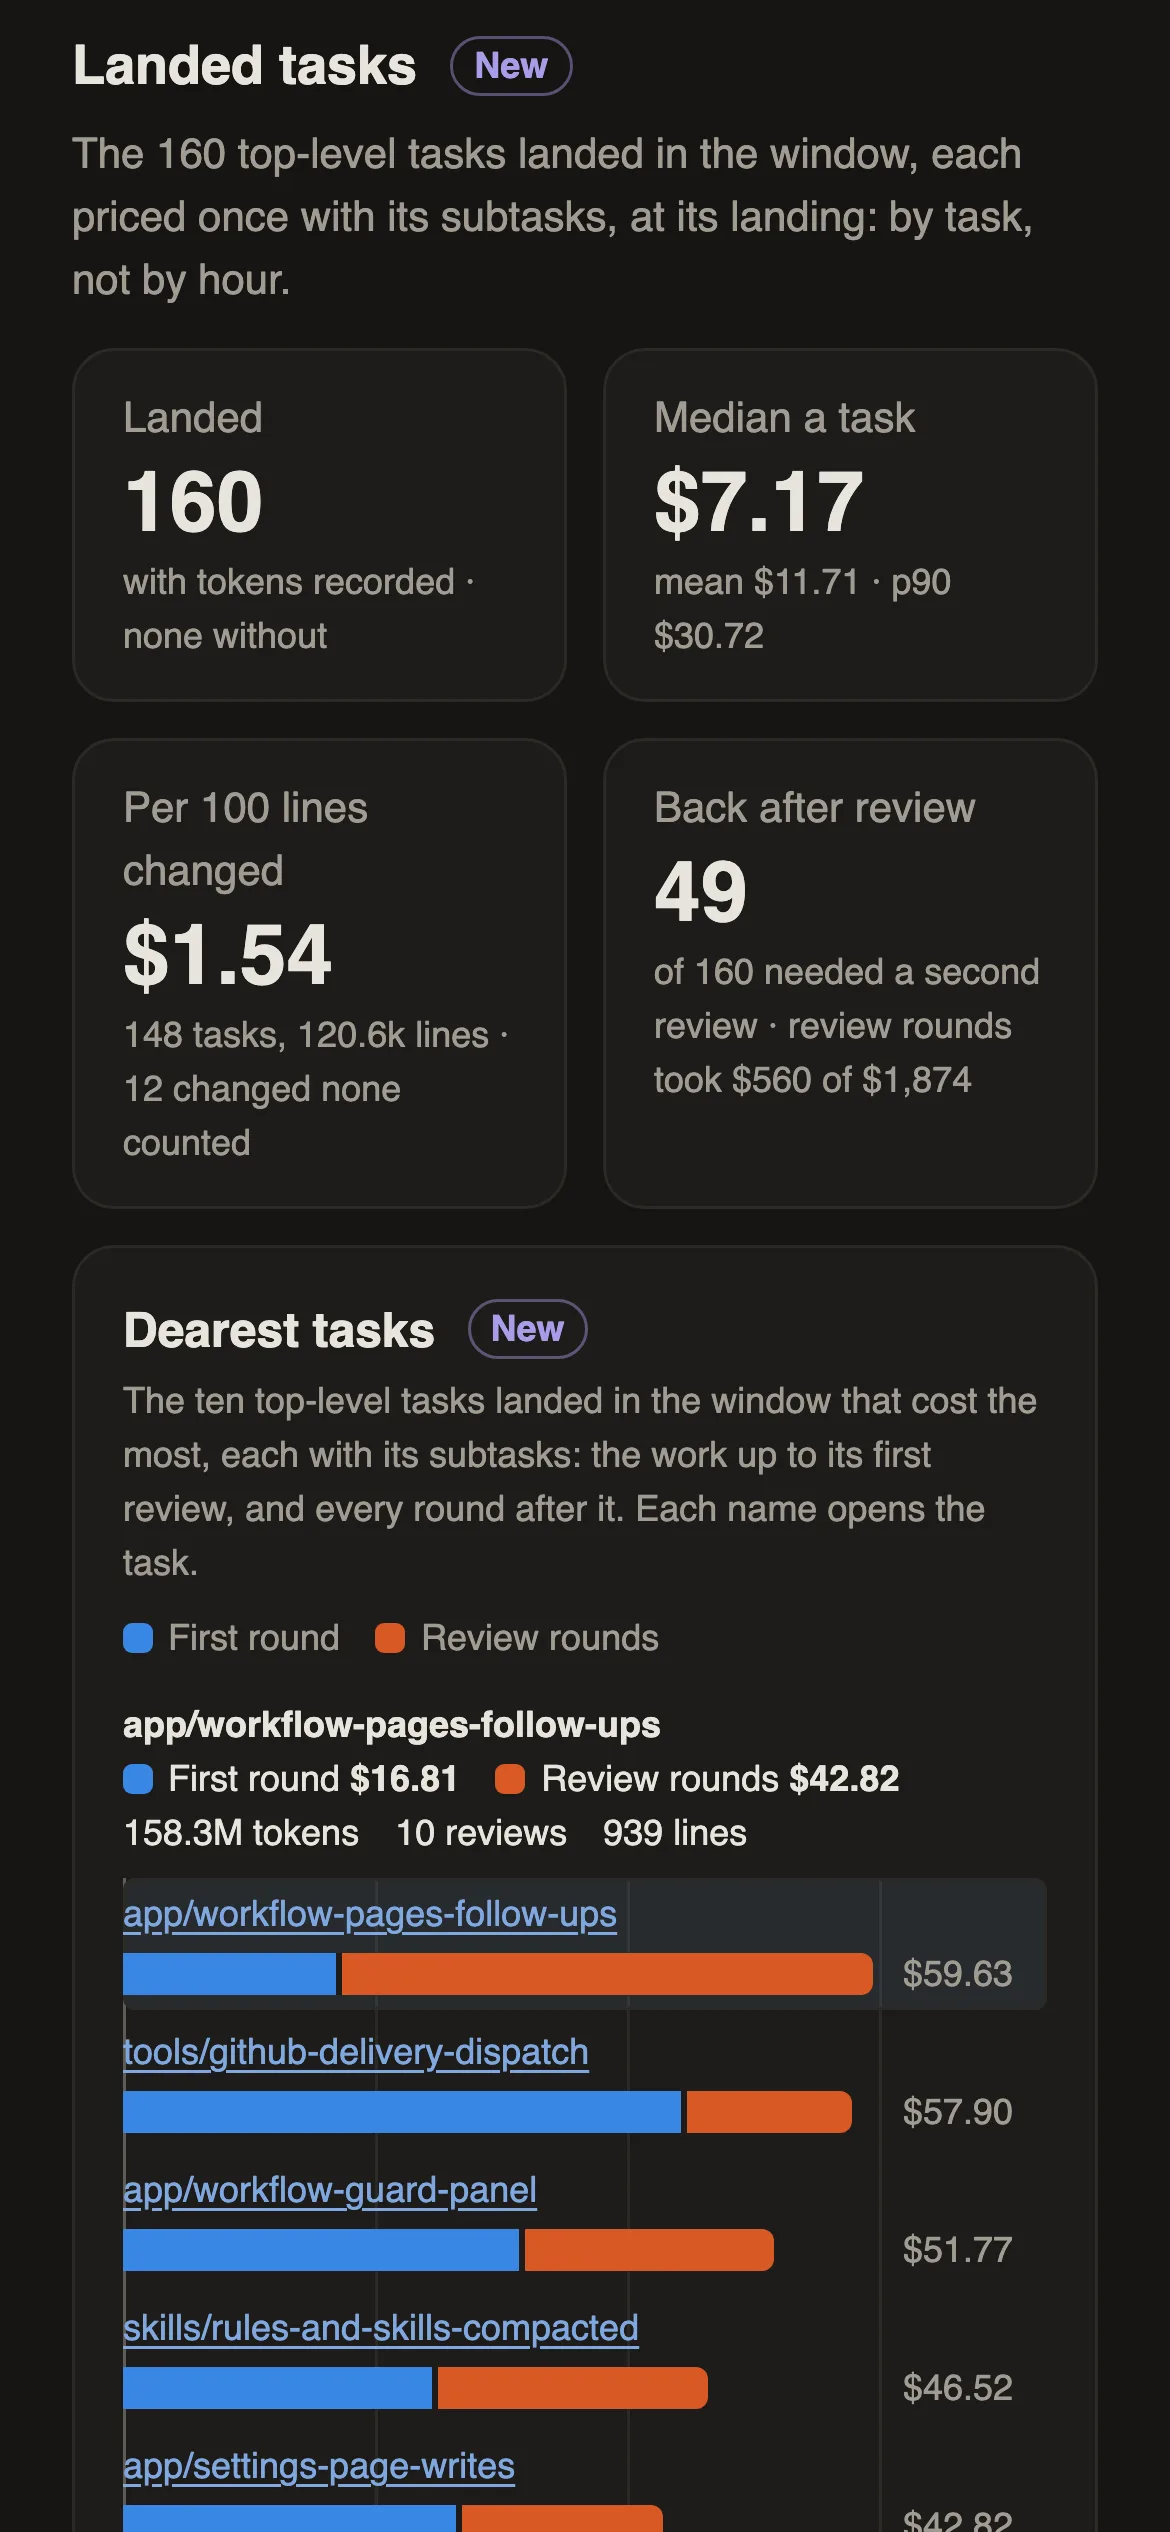 Landed tasks New
The 160 top-level tasks landed in the window, each
priced once with its subtasks, at its landing: by task,
not by hour.
Landed
160
with tokens recorded ·
none without
Median a task
$7.17
mean $11.71 · p90
$30.72
Per 100 lines
changed
$1.54
148 tasks, 120.6k lines ·
12 changed none
counted
Back after review
49
of 160 needed a second
review · review rounds
took $560 of $1,874
Dearest tasks New
The ten top-level tasks landed in the window that cost the
most, each with its subtasks: the work up to its first
review, and every round after it. Each name opens the
task.
First round Review rounds
app/workflow-pages-follow-ups
First round $16.81 Review rounds $42.82
158.3M tokens 10 reviews 939 lines
app/workflow-pages-follow-ups
$59.63
tools/github-delivery-dispatch
$57.90
app/workflow-guard-panel
$51.77
skills/rules-and-skills-compacted
$46.52
app/settings-page-writes
$42.82